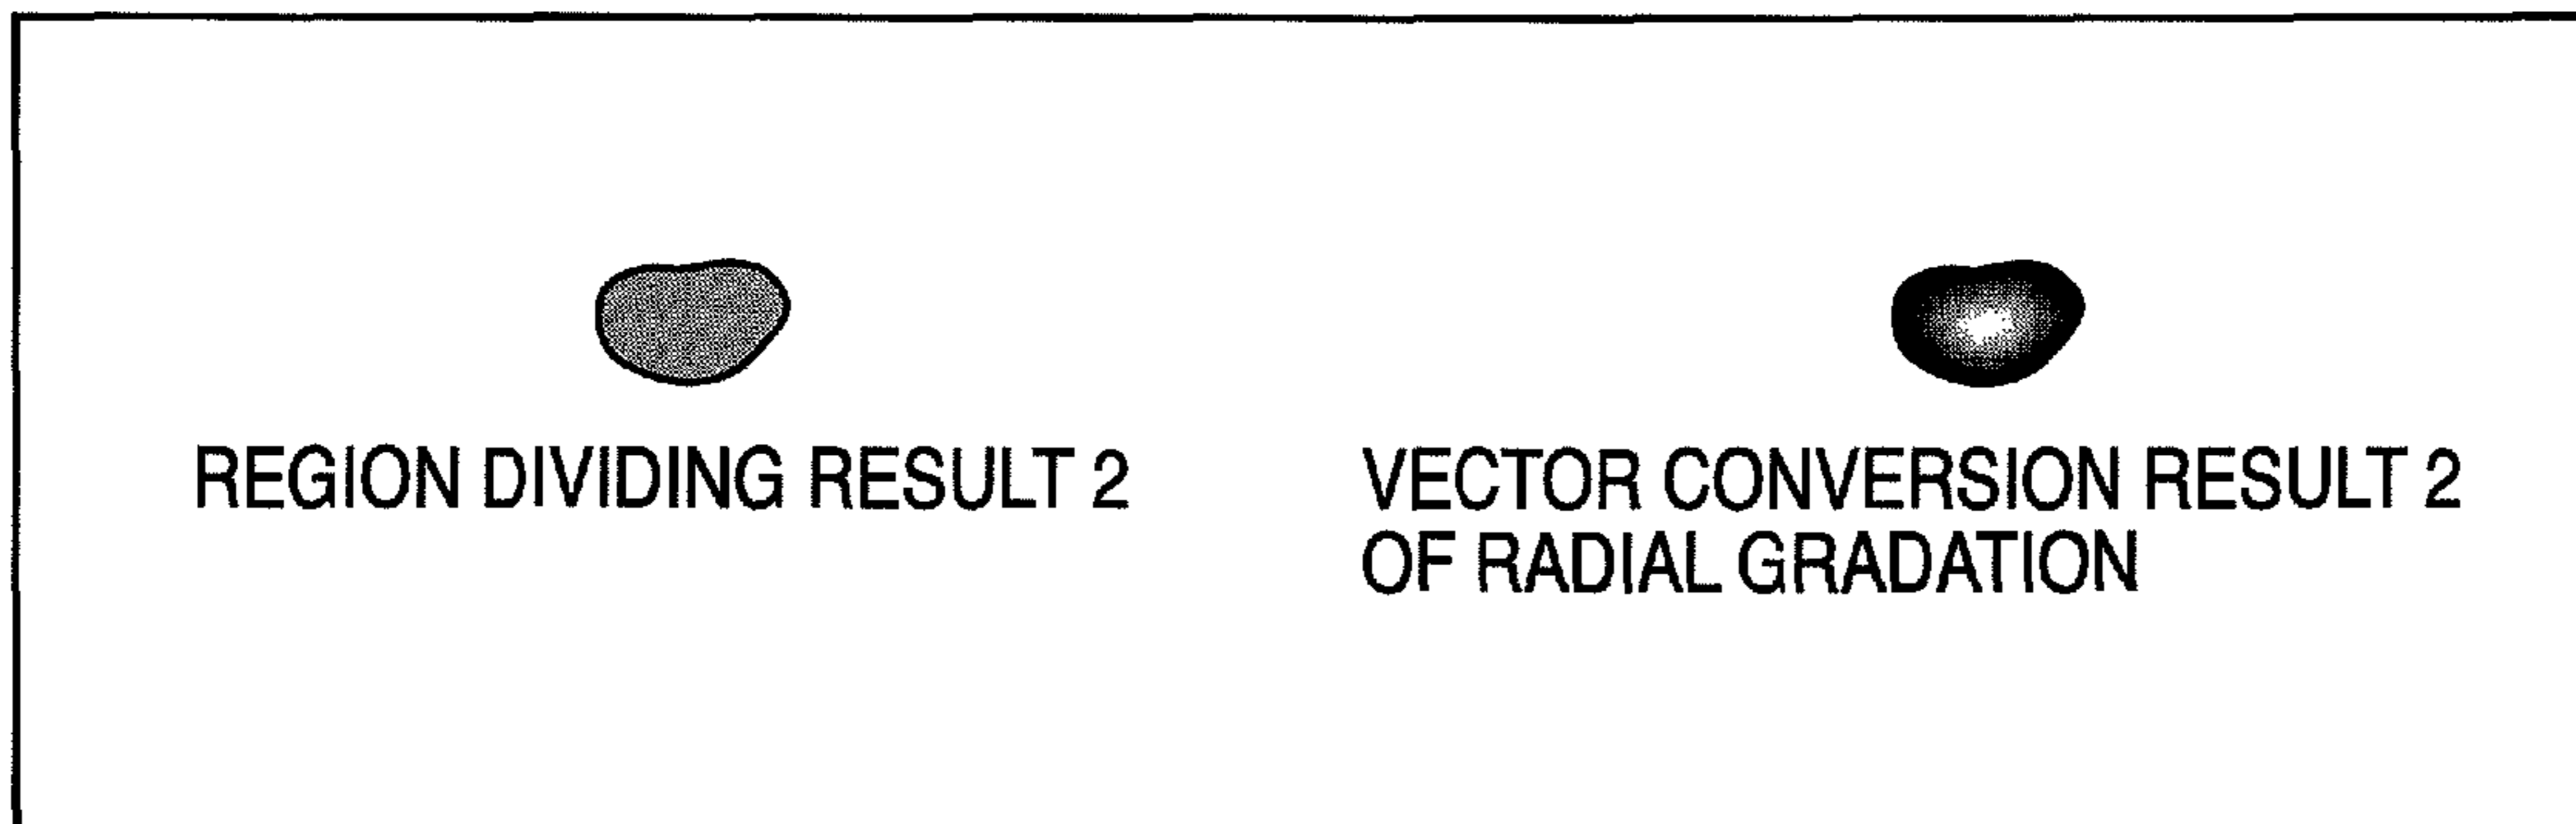 REGION DIVIDING RESULT 2
VECTOR CONVERSION RESULT 2
OF RADIAL GRADATION